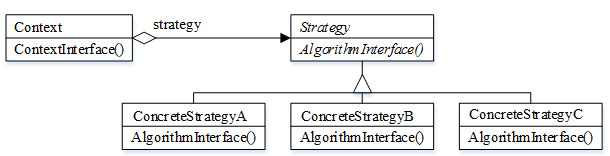 Context
ContextInterface()
strategy
Strategy
AlgorithmInterface()
ConcreteStrategyA
AlgorithmInterface()
ConcreteStrategyB
AlgorithmInterface()
ConcreteStrategyC
AlgorithmInterface()